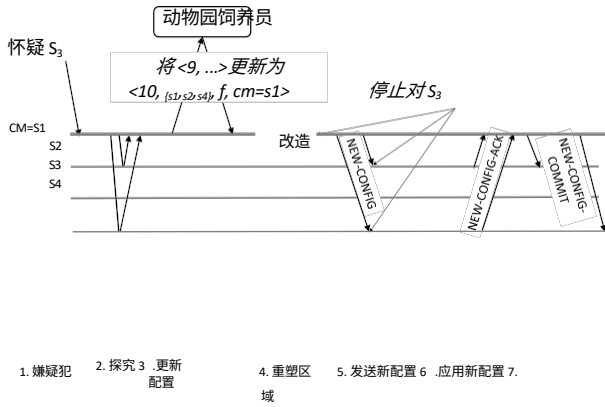 动物园饲养员
怀疑 S₃
将<9, ...>更新为
<10, {s1,s2,s4}, f, cm=s1>
停止对 S₃
CM=S1
S2
S3
S4
改造
NEW-CONFIG
NEW-CONFIG-ACK
NEW-CONFIG-
COMMIT
1. 嫌疑犯
2. 探究 3 .更新
配置
4. 重塑区
域
5. 发送新配置 6 .应用新配置 7.